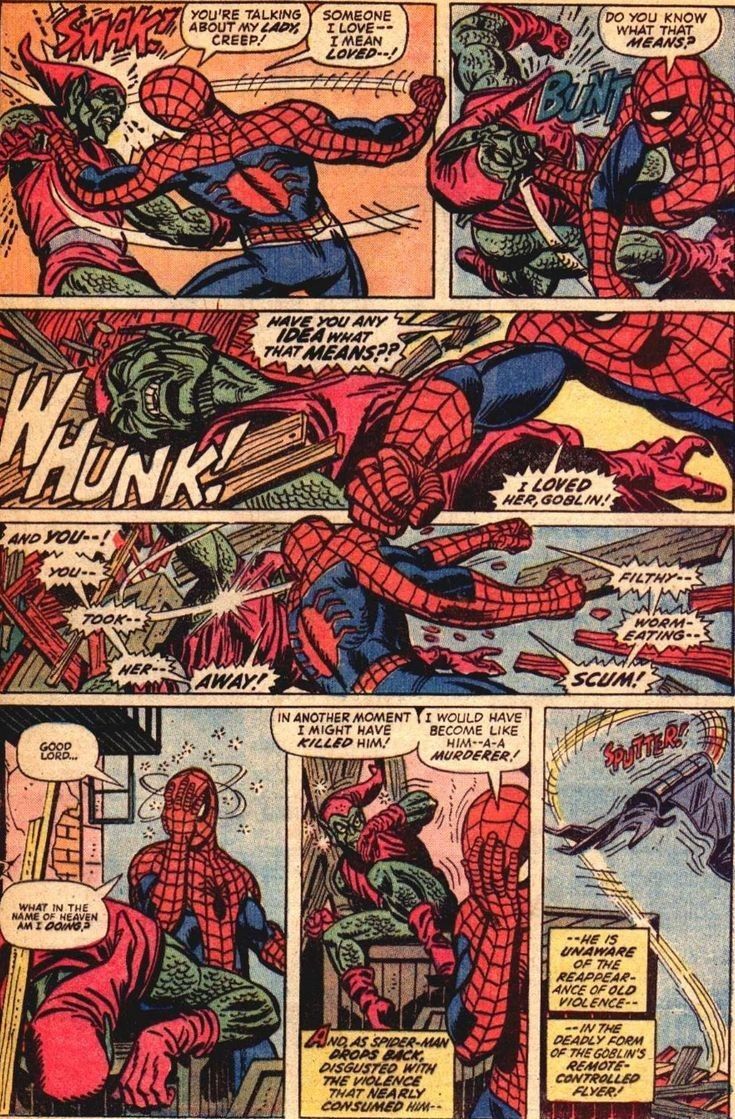 SMAK!
YOU'RE TALKING
ABOUT MY LADY,
CREEP!
SOMEONE
I LOVE--
I MEAN
LOVED--!
DO YOU KNOW
WHAT THAT
MEANS?
BUNT
HAVE YOU ANY
IDEA WHAT
THAT MEANS??
WHUNK!
I LOVED
HER, GOBLIN!
AND YOU--!
YOU--
TOOK--
HER--
AWAY!
FILTHY--
WORM-
EATING--
SCUM!
GOOD
LORD...
WHAT IN THE
NAME OF HEAVEN
AM I DOING?
IN ANOTHER MOMENT
I MIGHT HAVE
KILLED HIM!
I WOULD HAVE
BECOME LIKE
HIM--A-A
MURDERER!
AND, AS SPIDER-MAN
DROPS BACK,
DISGUSTED WITH
THE VIOLENCE
THAT NEARLY
CONSUMED HIM--
SPUTTER!
--HE IS
UNAWARE
OF THE
REAPPEAR-
ANCE OF OLD
VIOLENCE--
--IN THE
DEADLY FORM
OF THE GOBLIN'S
REMOTE-
CONTROLLED
FLYER!